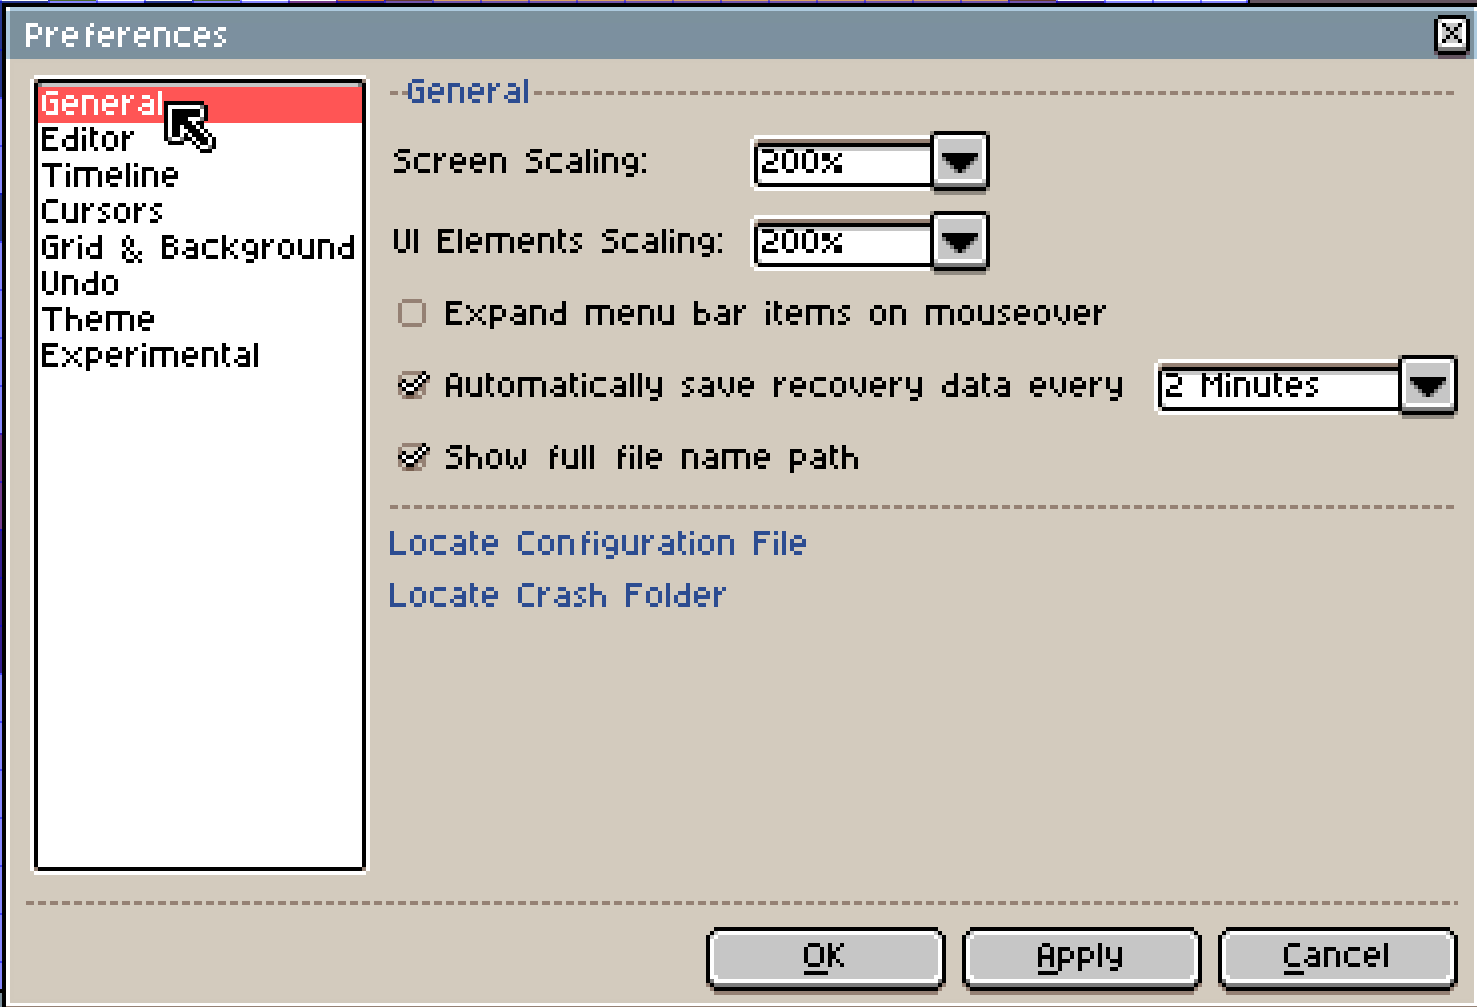 Preferences
General
Editor
Timeline
Cursors
Grid & Background
Undo
Theme
Experimental
General
Screen Scaling: 200%
UI Elements Scaling: 200%
Expand menu bar items on mouseover
Automatically save recovery data every 2 Minutes
Show full file name path
Locate Configuration File
Locate Crash Folder
OK Apply Cancel